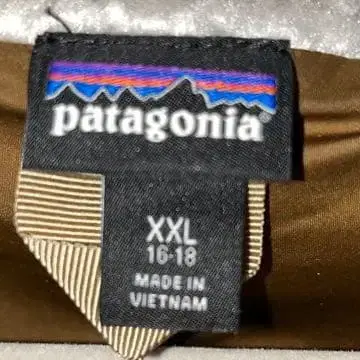 patagonia®
XXL
16-18
MADE IN
VIETNAM